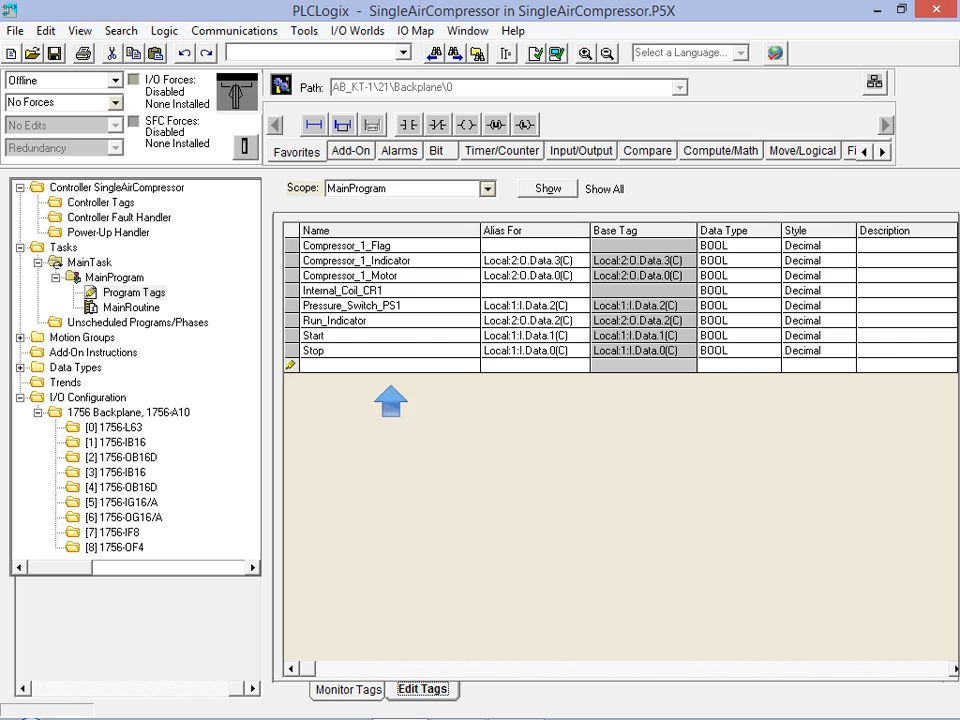 PLCLogix - SingleAirCompressor in SingleAirCompressor.P5X
File Edit View Search Logic Communications Tools I/O Worlds IO Map Window Help
Select a Language...
Offline
I/O Forces:
Disabled
None Installed
No Forces
No Edits
SFC Forces:
Disabled
None Installed
Redundancy
Path: AB_KT-1\21\Backplane\0
Favorites Add-On Alarms Bit Timer/Counter Input/Output Compare Compute/Math Move/Logical Fi
Controller SingleAirCompressor
Controller Tags
Controller Fault Handler
Power-Up Handler
Tasks
MainTask
MainProgram
Program Tags
MainRoutine
Unscheduled Programs/Phases
Motion Groups
Add-On Instructions
Data Types
Trends
I/O Configuration
1756 Backplane, 1756-A10
[0] 1756-L63
[1] 1756-IB16
[2] 1756-OB16D
[3] 1756-IB16
[4] 1756-OB16D
[5] 1756-IG16/A
[6] 1756-OG16/A
[7] 1756-IF8
[8] 1756-OF4
Scope: MainProgram Show Show All
Name Alias For Base Tag Data Type Style Description
Compressor_1_Flag BOOL Decimal
Compressor_1_Indicator Local:2:O.Data.3(C) Local:2:O.Data.3(C) BOOL Decimal
Compressor_1_Motor Local:2:O.Data.0(C) Local:2:O.Data.0(C) BOOL Decimal
Internal_Coil_CR1 BOOL Decimal
Pressure_Switch_PS1 Local:1:I.Data.2(C) Local:1:I.Data.2(C) BOOL Decimal
Run_Indicator Local:2:O.Data.2(C) Local:2:O.Data.2(C) BOOL Decimal
Start Local:1:I.Data.1(C) Local:1:I.Data.1(C) BOOL Decimal
Stop Local:1:I.Data.0(C) Local:1:I.Data.0(C) BOOL Decimal
Monitor Tags Edit Tags